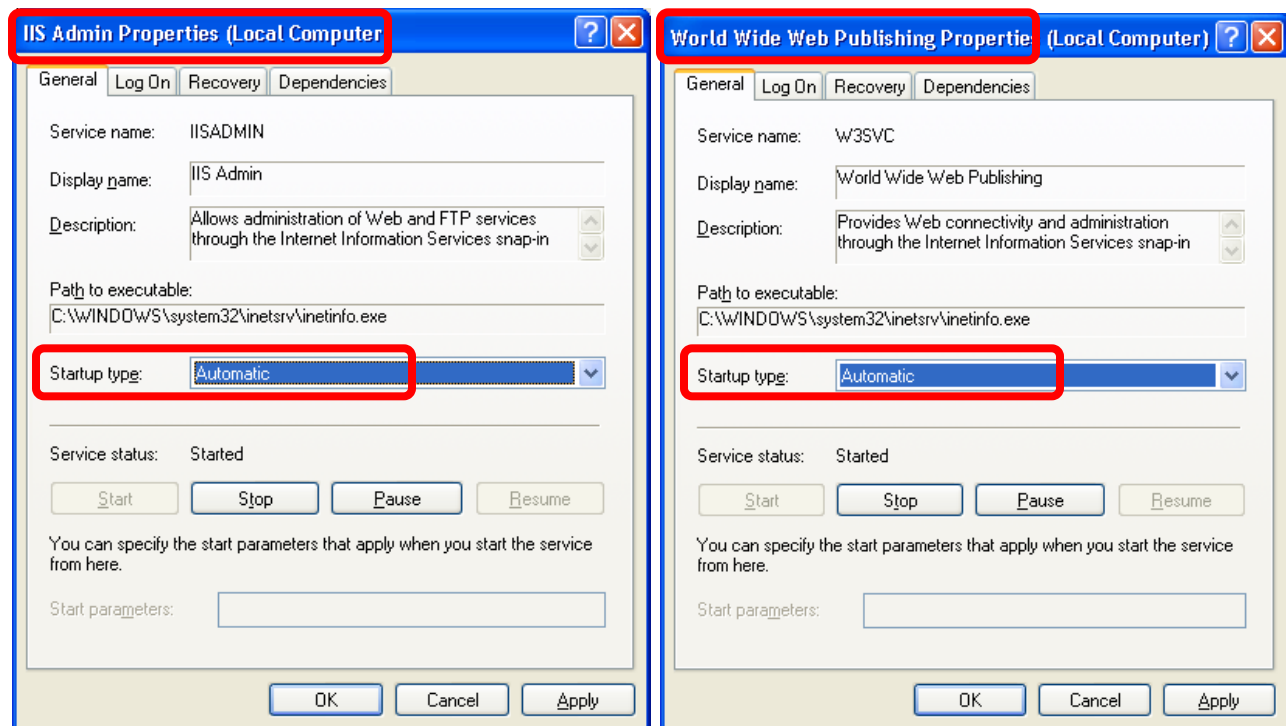 IIS Admin Properties (Local Computer
General Log On Recovery Dependencies
Service name: IISADMIN
Display name: IIS Admin
Description: Allows administration of Web and FTP services
through the Internet Information Services snap-in
Path to executable:
C:\WINDOWS\system32\inetsrv\inetinfo.exe
Startup type: Automatic
Service status: Started
Start Stop Pause Resume
You can specify the start parameters that apply when you start the service
from here.
Start parameters:
OK Cancel Apply
World Wide Web Publishing Properties (Local Computer) ?
General Log On Recovery Dependencies
Service name: W3SVC
Display name: World Wide Web Publishing
Description: Provides Web connectivity and administration
through the Internet Information Services snap-in
Path to executable:
C:\WINDOWS\system32\inetsrv\inetinfo.exe
Startup type: Automatic
Service status: Started
Start Stop Pause Resume
You can specify the start parameters that apply when you start the service
from here.
Start parameters:
OK Cancel Apply